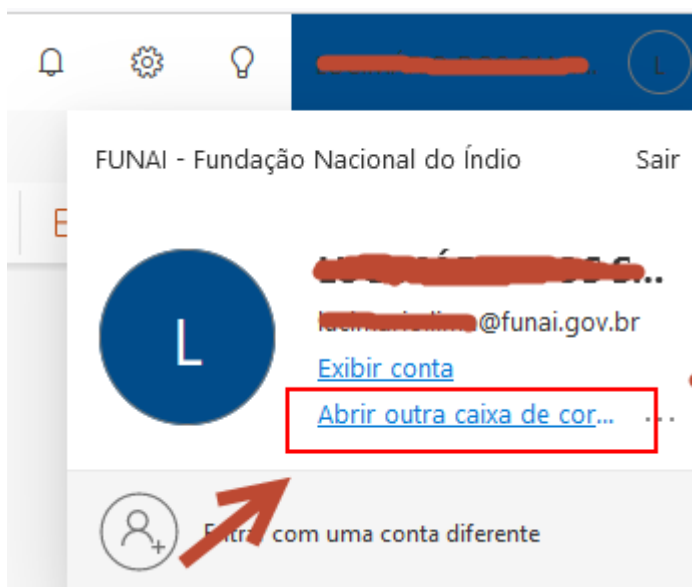 L
FUNAI - Fundação Nacional do Índio Sair
L
@funai.gov.br
Exibir conta
Abrir outra caixa de cor...
com uma conta diferente